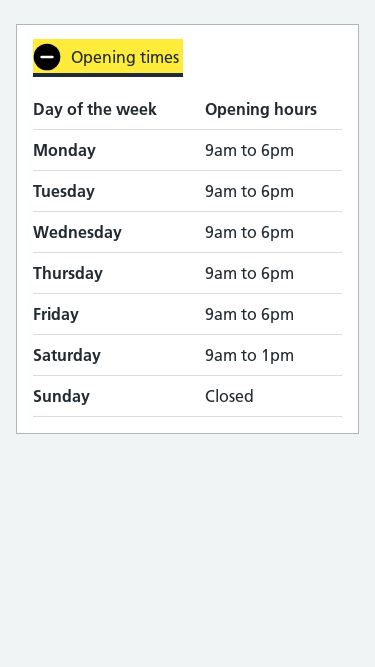 Opening times
Day of the week Opening hours
Monday 9am to 6pm
Tuesday 9am to 6pm
Wednesday 9am to 6pm
Thursday 9am to 6pm
Friday 9am to 6pm
Saturday 9am to 1pm
Sunday Closed